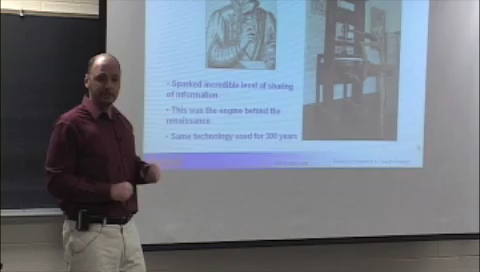 - Sparked incredible level of sharing
of information
- This was the engine behind the
renaissance
- Same technology used for 300 years